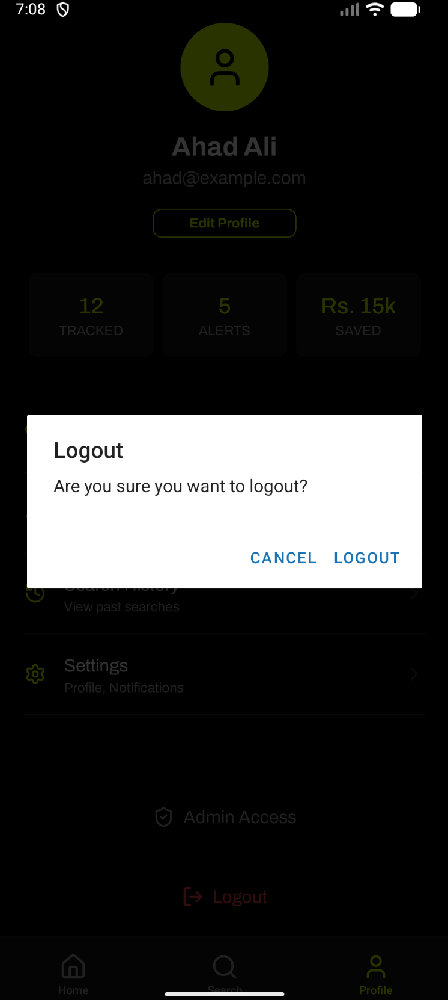 7:08
Ahad Ali
ahad@example.com
Edit Profile
12
TRACKED
5
ALERTS
Rs. 15k
SAVED
Logout
Are you sure you want to logout?
CANCEL LOGOUT
Search History
View past searches
Settings
Profile, Notifications
Admin Access
Logout
Home
Search
Profile